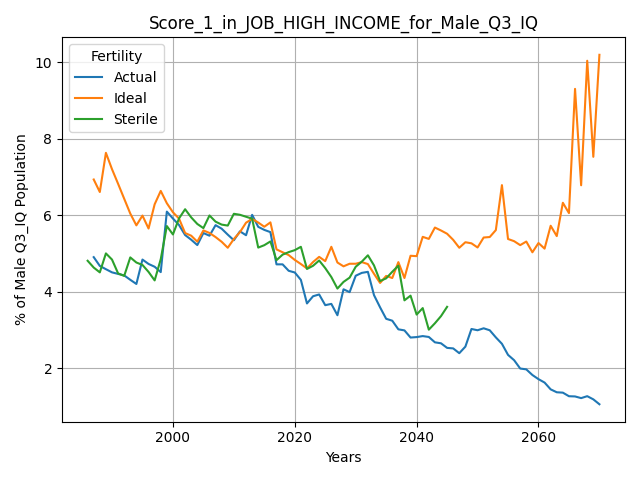 Score_1_in_JOB_HIGH_INCOME_for_Male_Q3_IQ
Fertility
Actual
Ideal
Sterile
% of Male Q3_IQ Population
10
8
6
4
2
2000 2020 2040 2060
Years